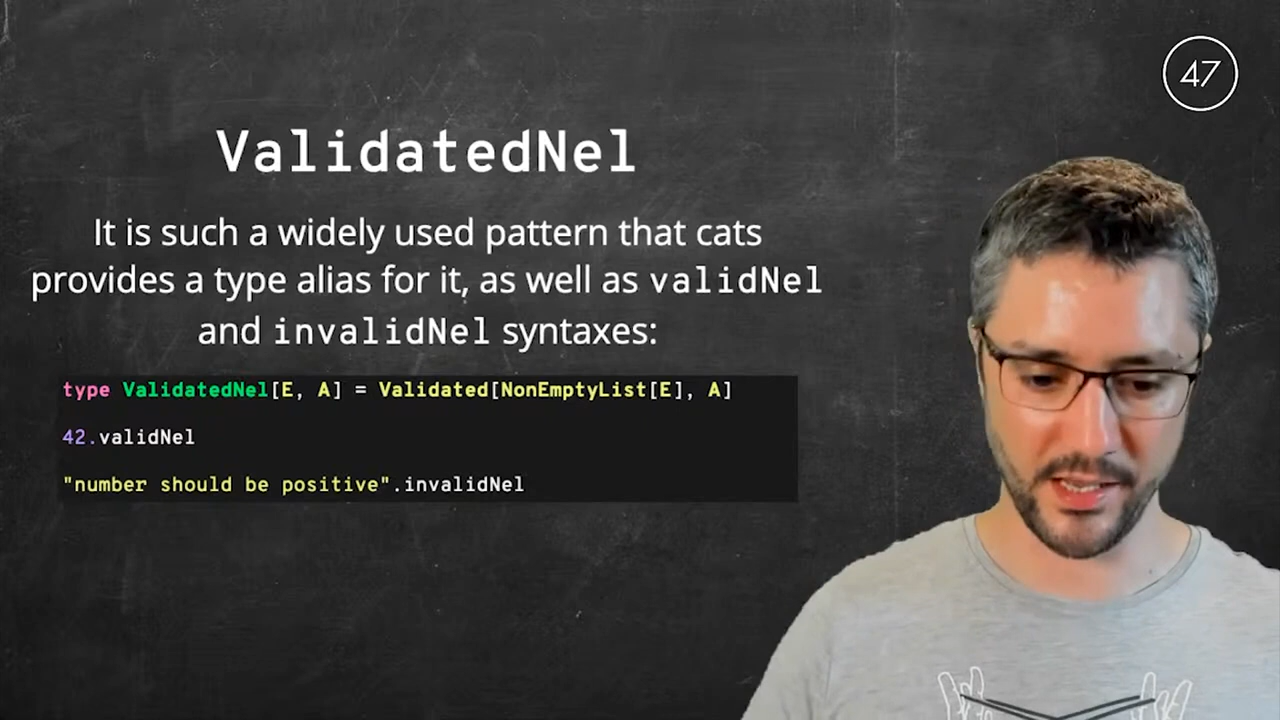 47
ValidatedNel
It is such a widely used pattern that cats
provides a type alias for it, as well as validNel
and invalidNel syntaxes:
type ValidatedNel[E, A] = Validated[NonEmptyList[E], A]
42.validNel
"number should be positive".invalidNel